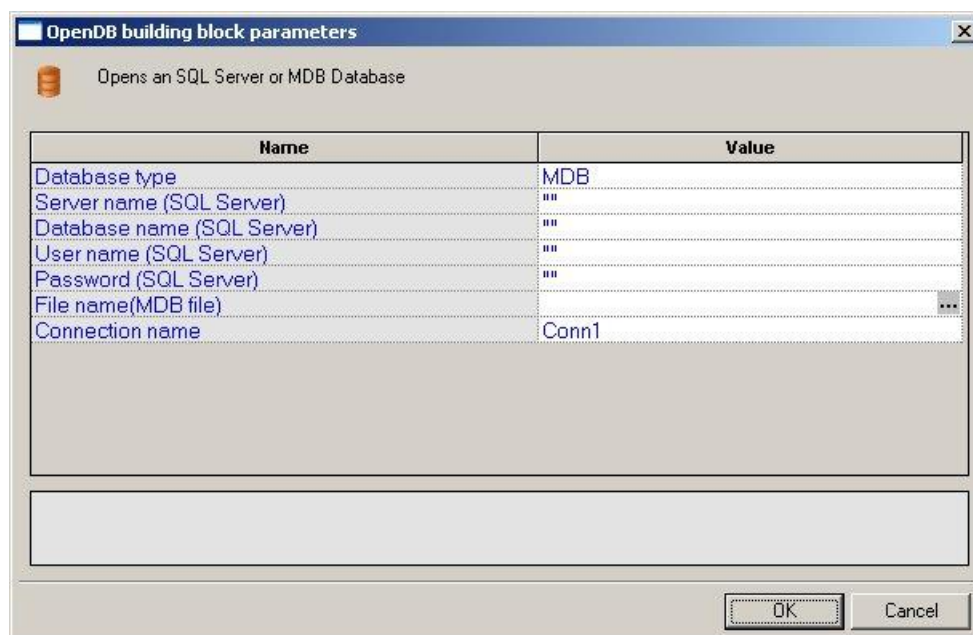 OpenDB building block parameters
Opens an SQL Server or MDB Database
Name Value
Database type MDB
Server name (SQL Server) ""
Database name (SQL Server) ""
User name (SQL Server) ""
Password (SQL Server) ""
File name(MDB file) ...
Connection name Conn1
OK Cancel